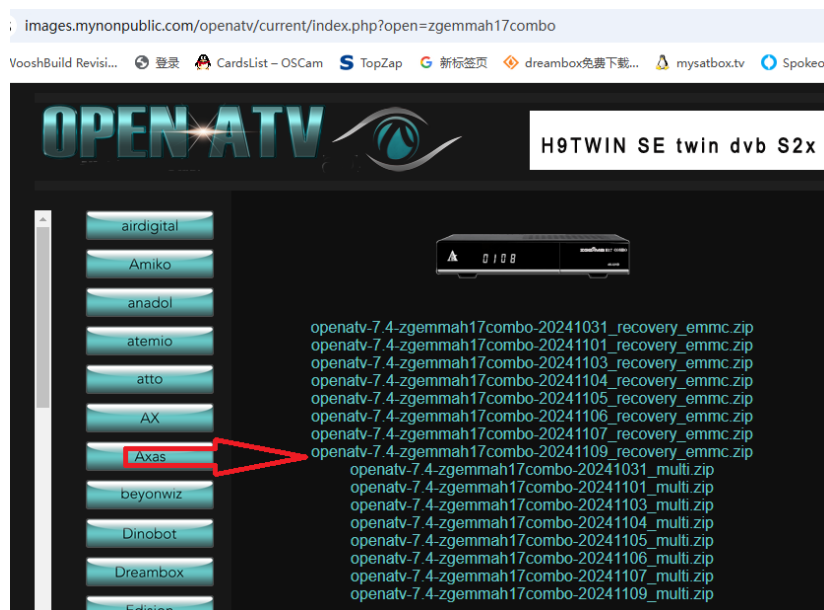 images.mynonpublic.com/openatv/current/index.php?open=zgemmah17combo
WooshBuild Revisi... 登录 CardsList – OSCam TopZap 新标签页 dreambox免费下载... mysatbox.tv Spokeo
OPEN ATV
H9TWIN SE twin dvb S2x
airdigital
Amiko
anadol
atemio
atto
AX
Axas
beyonwiz
Dinobot
Dreambox
Edision
0108
openatv-7.4-zgemmah17combo-20241031_recovery_emmc.zip
openatv-7.4-zgemmah17combo-20241101_recovery_emmc.zip
openatv-7.4-zgemmah17combo-20241103_recovery_emmc.zip
openatv-7.4-zgemmah17combo-20241104_recovery_emmc.zip
openatv-7.4-zgemmah17combo-20241105_recovery_emmc.zip
openatv-7.4-zgemmah17combo-20241106_recovery_emmc.zip
openatv-7.4-zgemmah17combo-20241107_recovery_emmc.zip
openatv-7.4-zgemmah17combo-20241109_recovery_emmc.zip
openatv-7.4-zgemmah17combo-20241031_multi.zip
openatv-7.4-zgemmah17combo-20241101_multi.zip
openatv-7.4-zgemmah17combo-20241103_multi.zip
openatv-7.4-zgemmah17combo-20241104_multi.zip
openatv-7.4-zgemmah17combo-20241105_multi.zip
openatv-7.4-zgemmah17combo-20241106_multi.zip
openatv-7.4-zgemmah17combo-20241107_multi.zip
openatv-7.4-zgemmah17combo-20241109_multi.zip